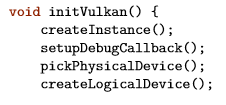 void initVulkan() {
    createInstance();
    setupDebugCallback();
    pickPhysicalDevice();
    createLogicalDevice();